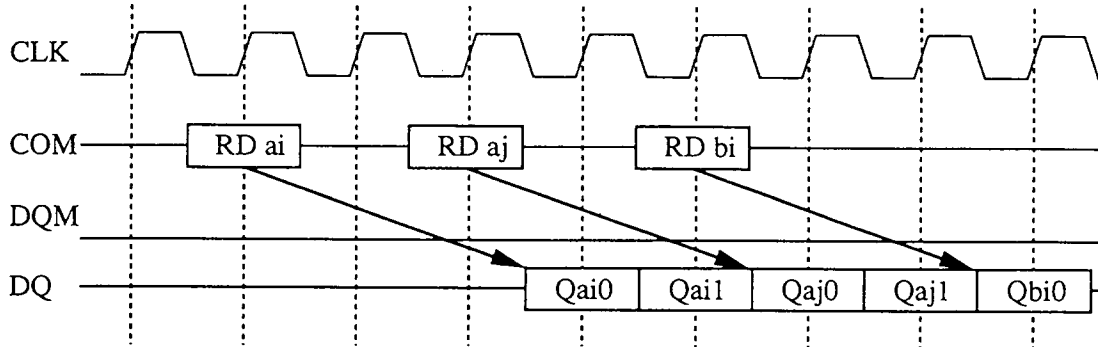 CLK
COM RD ai RD aj RD bi
DQM
DQ Qai0 Qai1 Qaj0 Qaj1 Qbi0